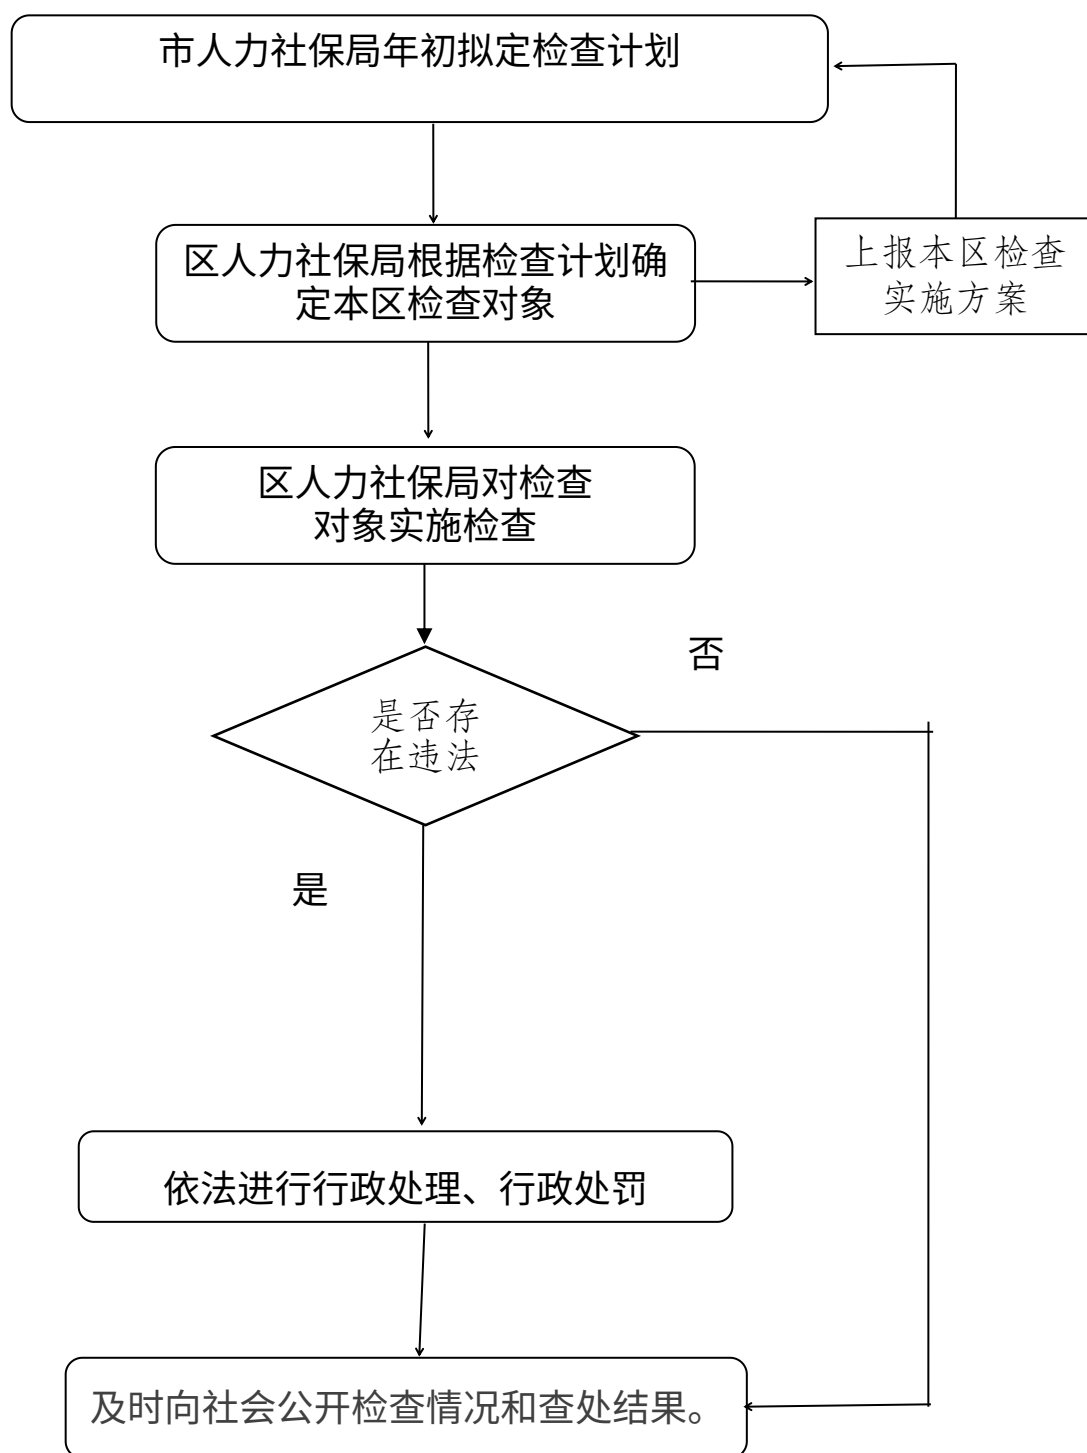 市人力社保局年初拟定检查计划
区人力社保局根据检查计划确
定本区检查对象
上报本区检查
实施方案
区人力社保局对检查
对象实施检查
否
是否存
在违法
是
依法进行行政处理、行政处罚
及时向社会公开检查情况和查处结果。